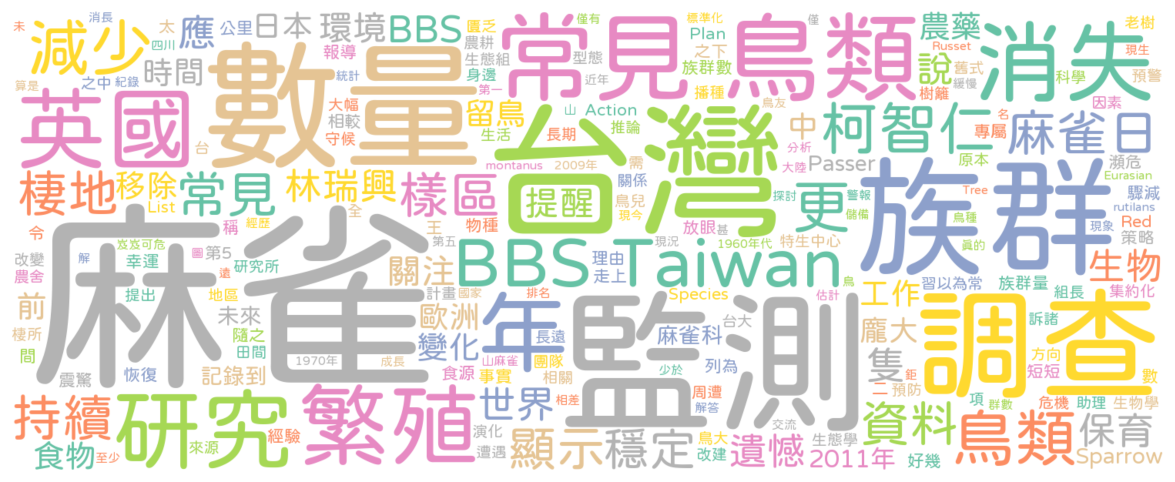 未 消長 太 應 公里 日本 環境 BBS 匱乏 僅有 標準化 Plan 農藥 老樹
減少 四川 之中 紀錄 時間 數量 報導 農耕 生態組 身邊 型態 之下 族群數 常見 鳥類 Russet 說 舊式 現生 消失
算是 統計 第一 近年 播種 僅 樹籬 緩慢 科學 預警
英國 大幅 相較 守候 留鳥 山 Action 鳥友 生活 長期 推論 台灣 中 柯智仁 專屬 名 因素 麻雀日
台 montanus 2009年 需 分析 大陸 Passer 原本 瀕危 Eurasian
棲地 移除 List 常見 林瑞興 樣區 物種 提醒 關係 鳥兒 現今 探討 警報 儲備 更 Tree 族群 驟減 rutilans
令 岌岌可危 稱 經歷 全 王 放眼 甚 1960年代 鳥種 現象 Red 策略
改變 圖 第5 幸運 研究所 關注 第五 BBS Taiwan 現況 特生中心 真的 習以為常 族群量 組長 生物
農舍 解 遠 理由 走上 鳥 集約化
前 提出 地區 麻雀 計畫 國家 排名 Species 估計 工作 訴諸
棲所 未來 隨之 歐洲 年 長遠 監測 麻雀科 台大 龐大 調查 方向
間 田間 1970年 成長 變化 山麻雀 團隊 列為 隻 鉅 短短 數
震驚 恢復 記錄到 食源 事實 相關 少於 周遭 二 預防 項
持續 研究 繁殖 世界 相差 解答 資料 群數 危機 助理 生物學
經驗 演化 顯示 穩定 交流 鳥大 遺憾 生態學 鳥類 保育
食物 至少 來源 遭遇 改建 2011年 好幾 Sparrow